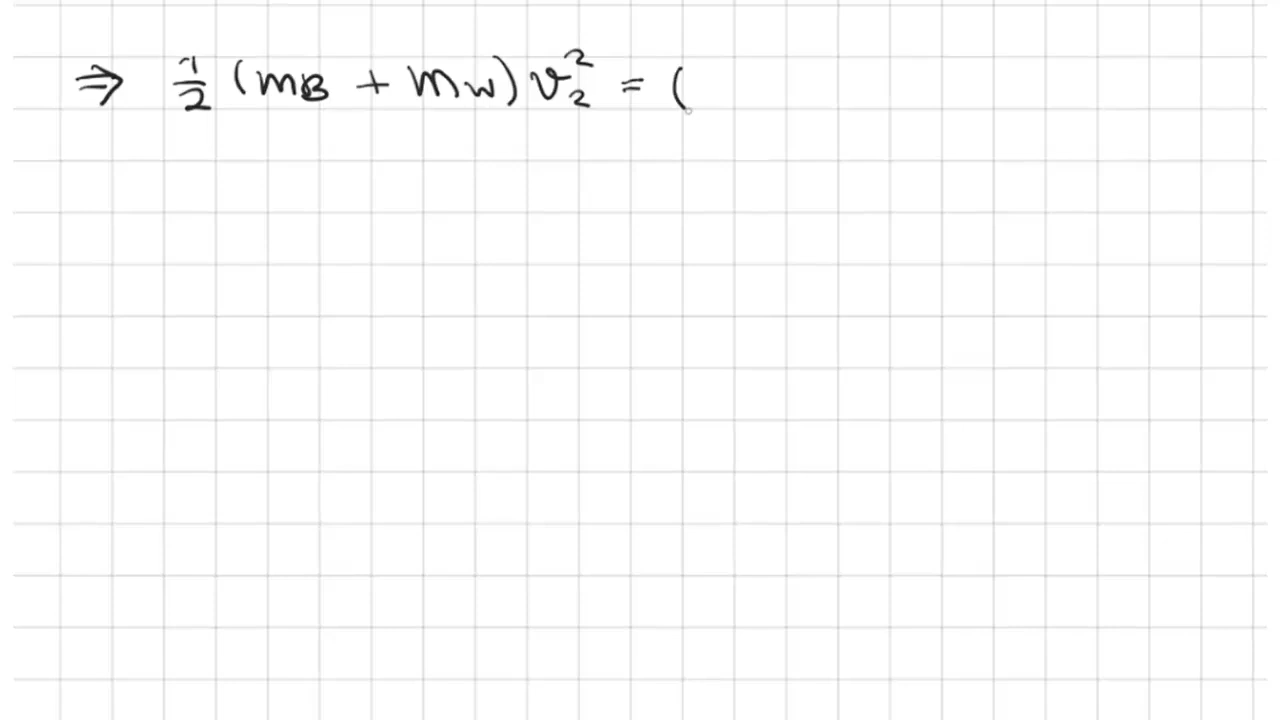 ⇒ ½ (mB + mw) v₂² = (